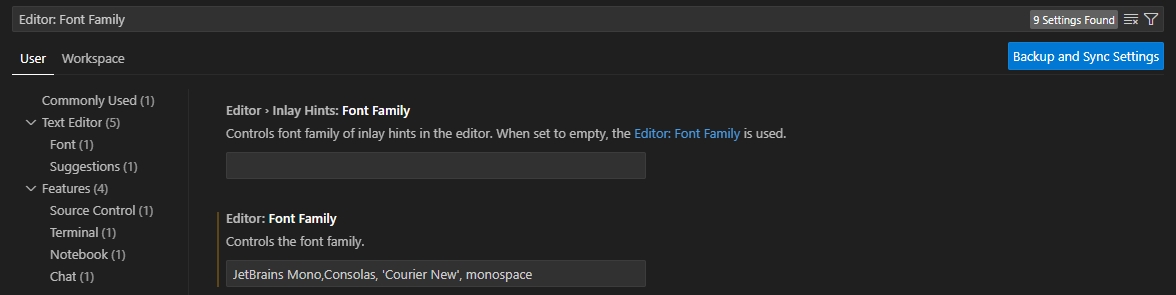 Editor: Font Family
9 Settings Found
User
Workspace
Backup and Sync Settings
Commonly Used (1)
Text Editor (5)
Font (1)
Suggestions (1)
Features (4)
Source Control (1)
Terminal (1)
Notebook (1)
Chat (1)
Editor › Inlay Hints: Font Family
Controls font family of inlay hints in the editor. When set to empty, the Editor: Font Family is used.
Editor: Font Family
Controls the font family.
JetBrains Mono,Consolas, 'Courier New', monospace